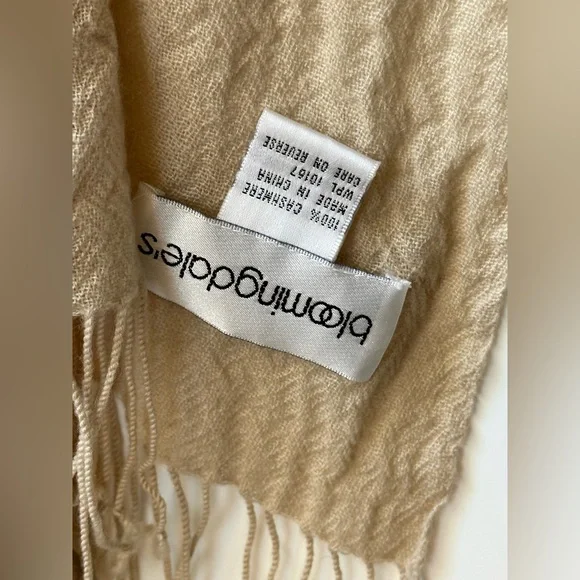 bloomingdale's
100% CASHMERE
MADE IN CHINA
WPL 10167
CARE ON REVERSE